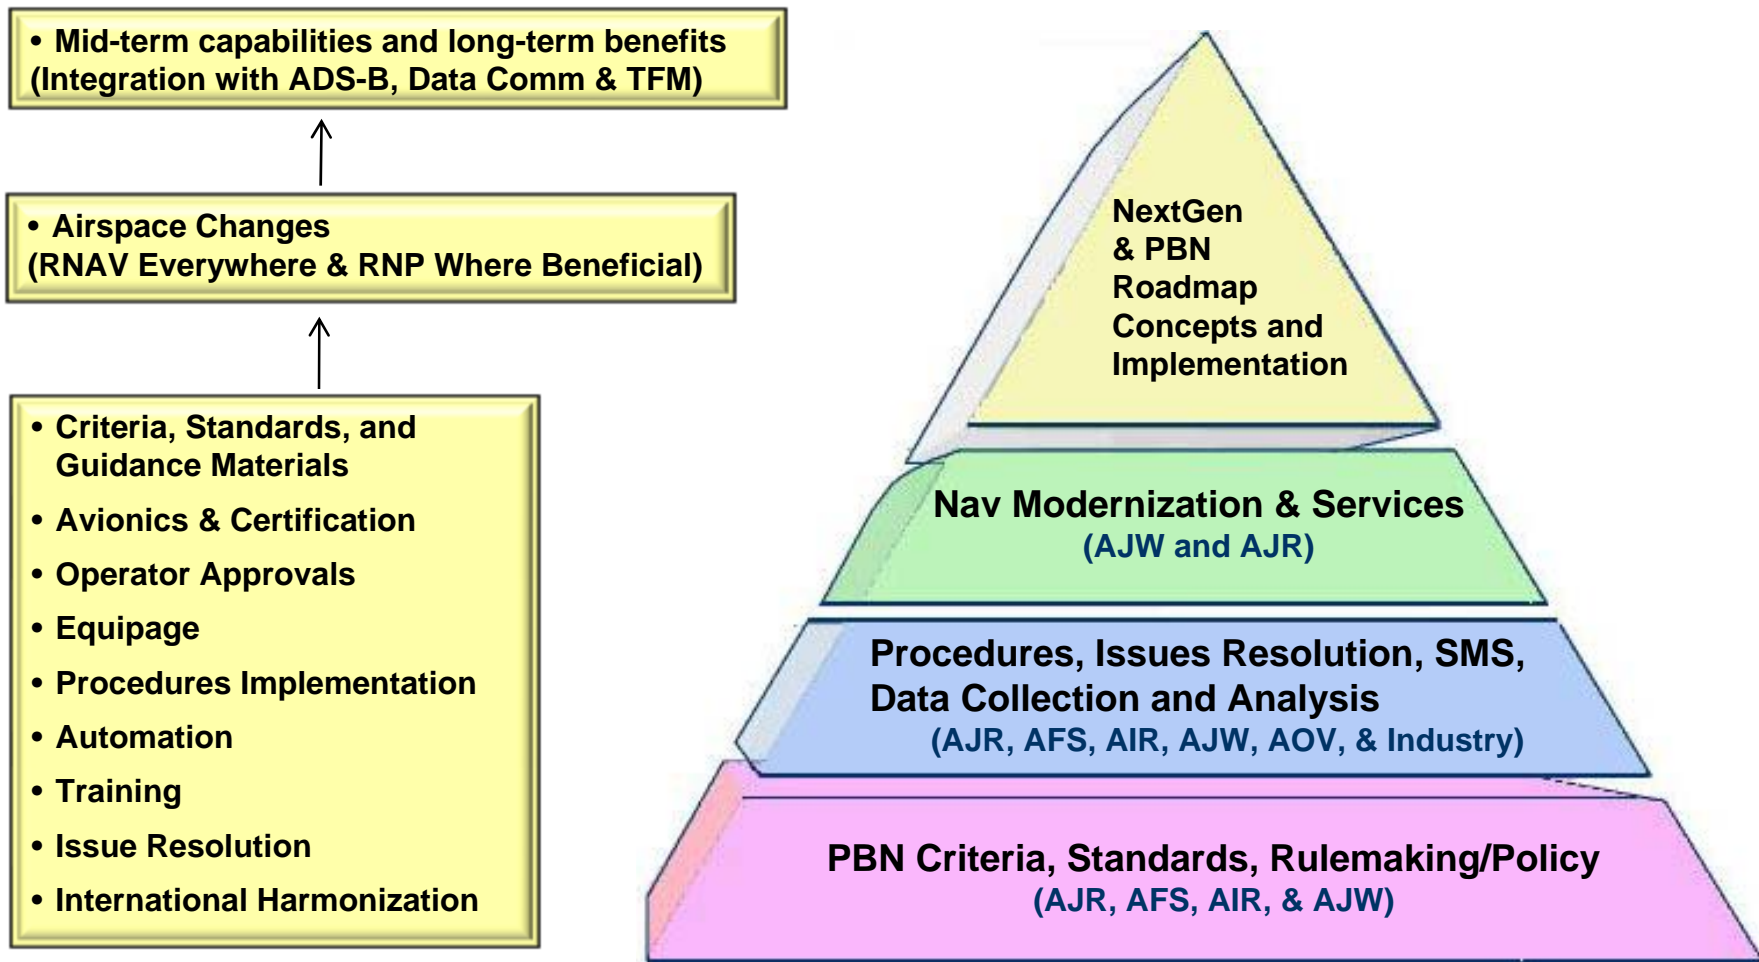 • Mid-term capabilities and long-term benefits
(Integration with ADS-B, Data Comm & TFM)
• Airspace Changes
(RNAV Everywhere & RNP Where Beneficial)
• Criteria, Standards, and
Guidance Materials
• Avionics & Certification
• Operator Approvals
• Equipage
• Procedures Implementation
• Automation
• Training
• Issue Resolution
• International Harmonization
NextGen
& PBN
Roadmap
Concepts and
Implementation
Nav Modernization & Services
(AJW and AJR)
Procedures, Issues Resolution, SMS,
Data Collection and Analysis
(AJR, AFS, AIR, AJW, AOV, & Industry)
PBN Criteria, Standards, Rulemaking/Policy
(AJR, AFS, AIR, & AJW)